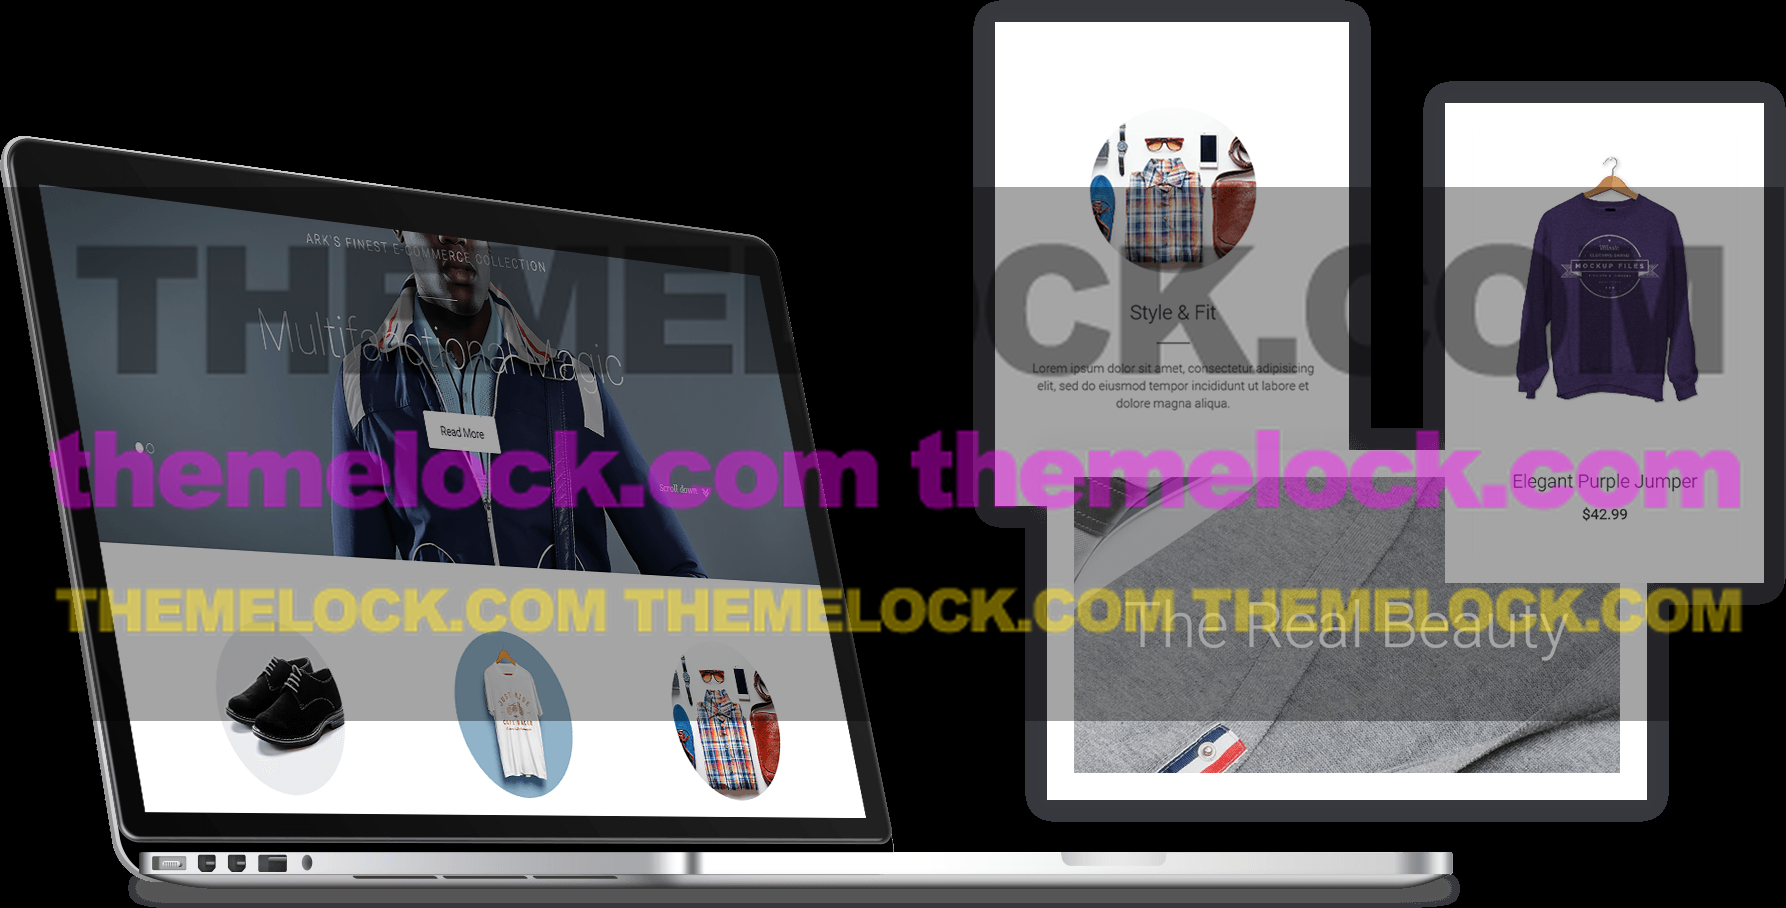 ARK'S FINEST E-COMMERCE COLLECTION
Multifunctional Magic
Read More
Scroll down
Style & Fit
Lorem ipsum dolor sit amet, consectetur adipisicing
elit, sed do eiusmod tempor incididunt ut labore et
dolore magna aliqua.
MOCKUP FILES
Elegant Purple Jumper
$42.99
The Real Beauty
THEMELOCK.COM
themelock.com themelock.com
THEMELOCK.COM THEMELOCK.COM THEMELOCK.COM